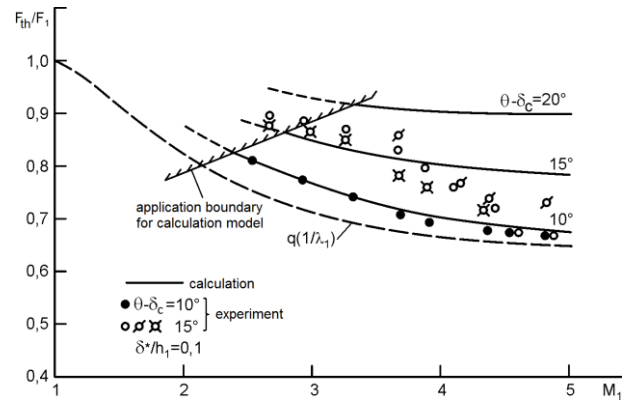 F_th/F_1
1,0
0,9
0,8
0,7
0,6
0,5
0,4
θ-δ_c=20°
15°
10°
application boundary
for calculation model
q(1/λ_1)
calculation
θ-δ_c=10°
15°
experiment
δ*/h_1=0,1
1
2
3
4
5
M_1